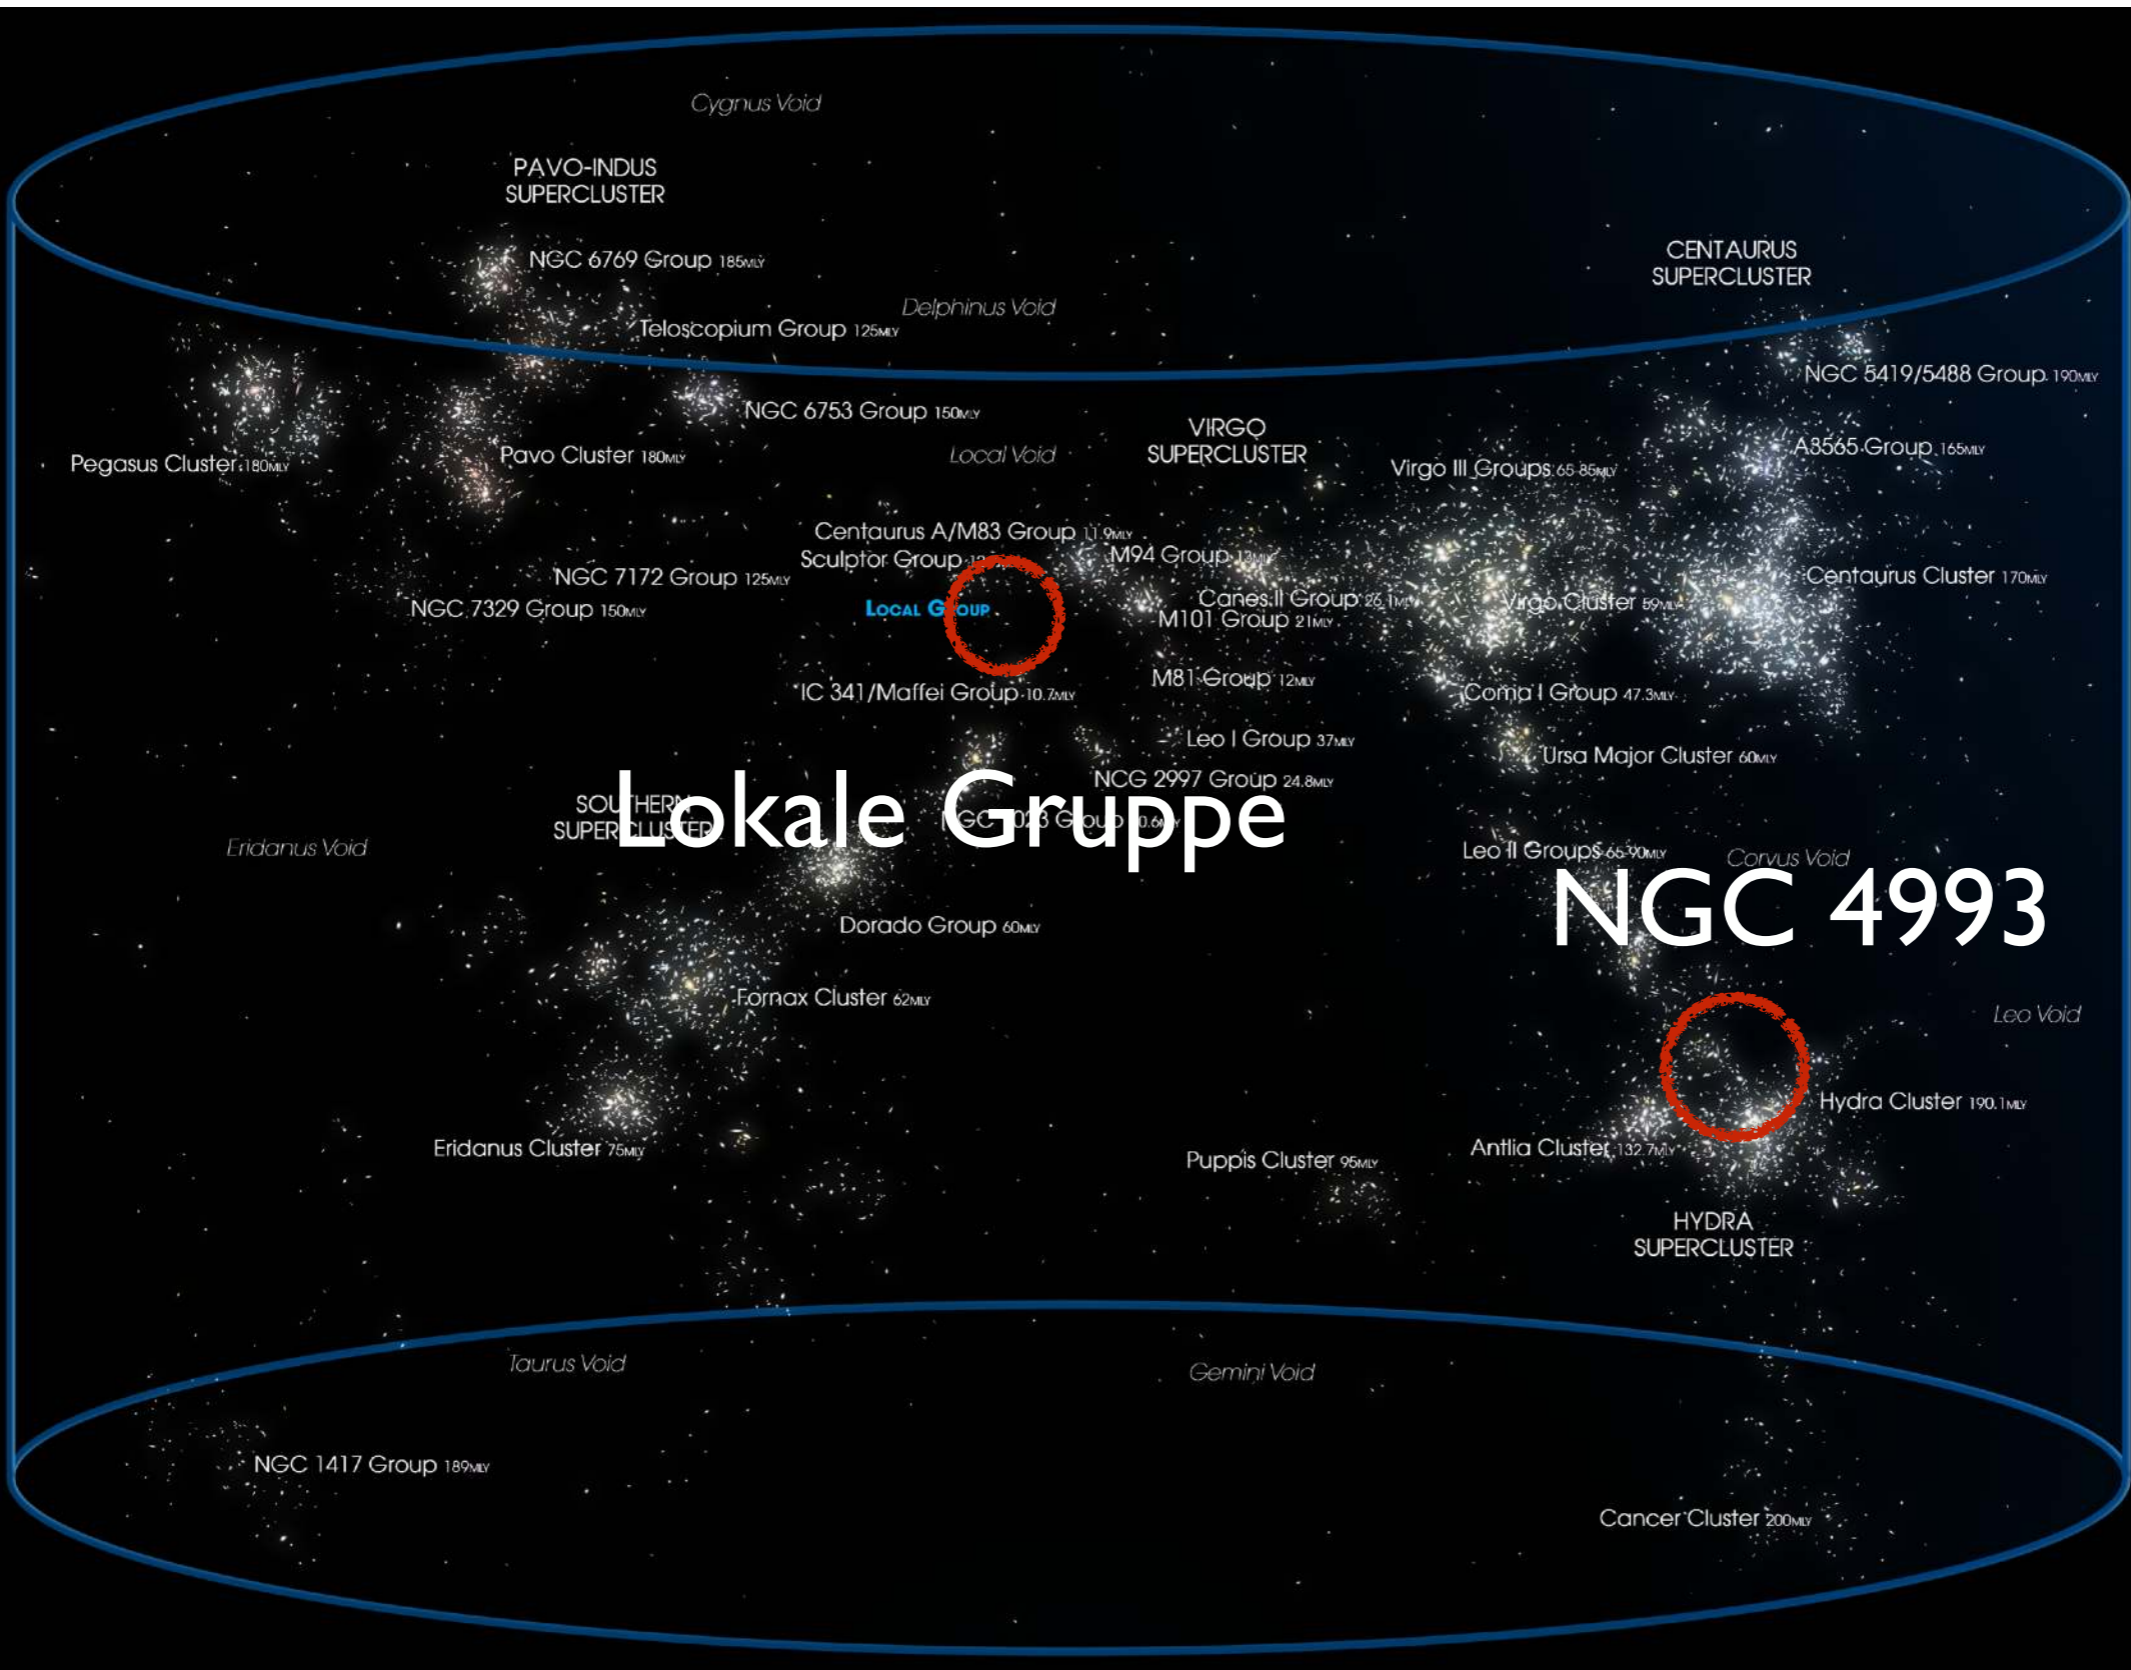 Cygnus Void
PAVO-INDUS
SUPERCLUSTER
NGC 6769 Group 185MLY
CENTAURUS
SUPERCLUSTER
Delphinus Void
Teloscopium Group 125MLY
NGC 5419/5488 Group 190MLY
NGC 6753 Group 150MLY
VIRGO
SUPERCLUSTER
Pegasus Cluster 180MLY
Pavo Cluster 180MLY
Local Void
Virgo III Groups 65-85MLY
A3565 Group 165MLY
Centaurus A/M83 Group 11.9MLY
Sculptor Group
M94 Group 13MLY
NGC 7172 Group 125MLY
Centaurus Cluster 170MLY
NGC 7329 Group 150MLY
LOCAL GROUP
Canes II Group 26.1MLY
Virgo Cluster 59MLY
M101 Group 21MLY
IC 341/Maffei Group 10.7MLY
M81 Group 12MLY
Coma I Group 47.3MLY
Leo I Group 37MLY
Ursa Major Cluster 60MLY
NCG 2997 Group 24.8MLY
Lokale Gruppe
SOUTHERN
SUPERCLUSTER
Eridanus Void
Leo II Groups 65-90MLY
Corvus Void
NGC 4993
Dorado Group 60MLY
Fornax Cluster 62MLY
Leo Void
Hydra Cluster 190.1MLY
Eridanus Cluster 75MLY
Puppis Cluster 95MLY
Antlia Cluster 132.7MLY
HYDRA
SUPERCLUSTER
Taurus Void
Gemini Void
NGC 1417 Group 189MLY
Cancer Cluster 200MLY